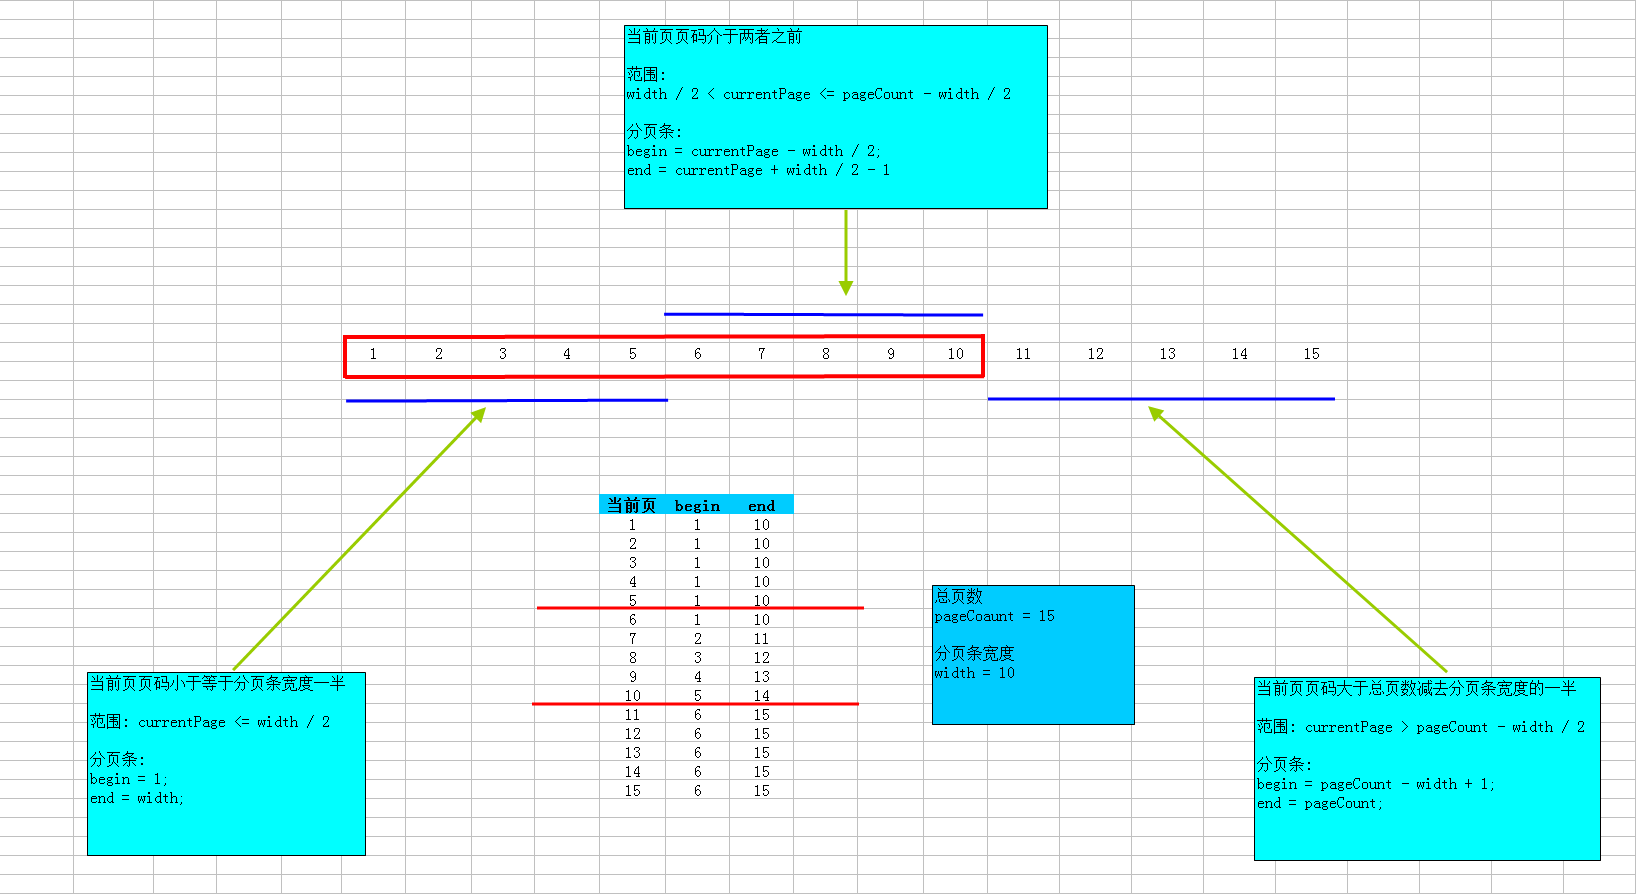 当前页页码介于两者之前
范围:
width / 2 < currentPage <= pageCount - width / 2
分页条:
begin = currentPage - width / 2;
end = currentPage + width / 2 - 1
1 2 3 4 5 6 7 8 9 10 11 12 13 14 15
当前页 begin end
1 1 10
2 1 10
3 1 10
4 1 10
5 1 10
6 1 10
7 2 11
8 3 12
9 4 13
10 5 14
11 6 15
12 6 15
13 6 15
14 6 15
15 6 15
总页数
pageCoaunt = 15
分页条宽度
width = 10
当前页页码小于等于分页条宽度一半
范围: currentPage <= width / 2
分页条:
begin = 1;
end = width;
当前页页码大于总页数减去分页条宽度的一半
范围: currentPage > pageCount - width / 2
分页条:
begin = pageCount - width + 1;
end = pageCount;